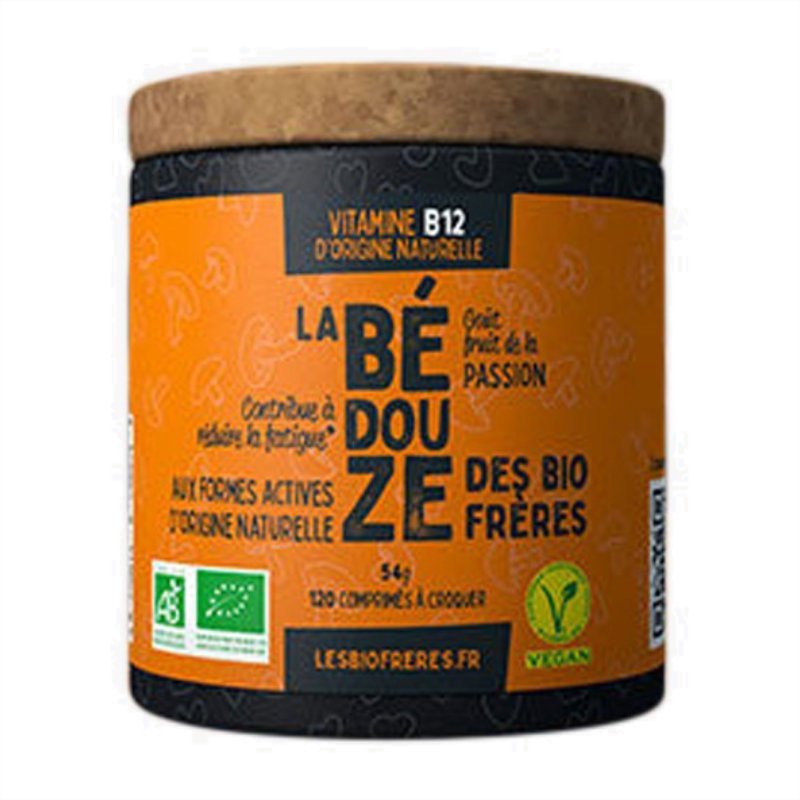 VITAMINE B12
D'ORIGINE NATURELLE
LA BÉ
DOU
ZE
Goût
fruit de la
PASSION
Contribue à
réduire la fatigue*
AUX FORMES ACTIVES
D'ORIGINE NATURELLE
DES BIO
FRÈRES
54g
120 COMPRIMÉS À CROQUER
AB
VEGAN
LESBIOFRERES.FR